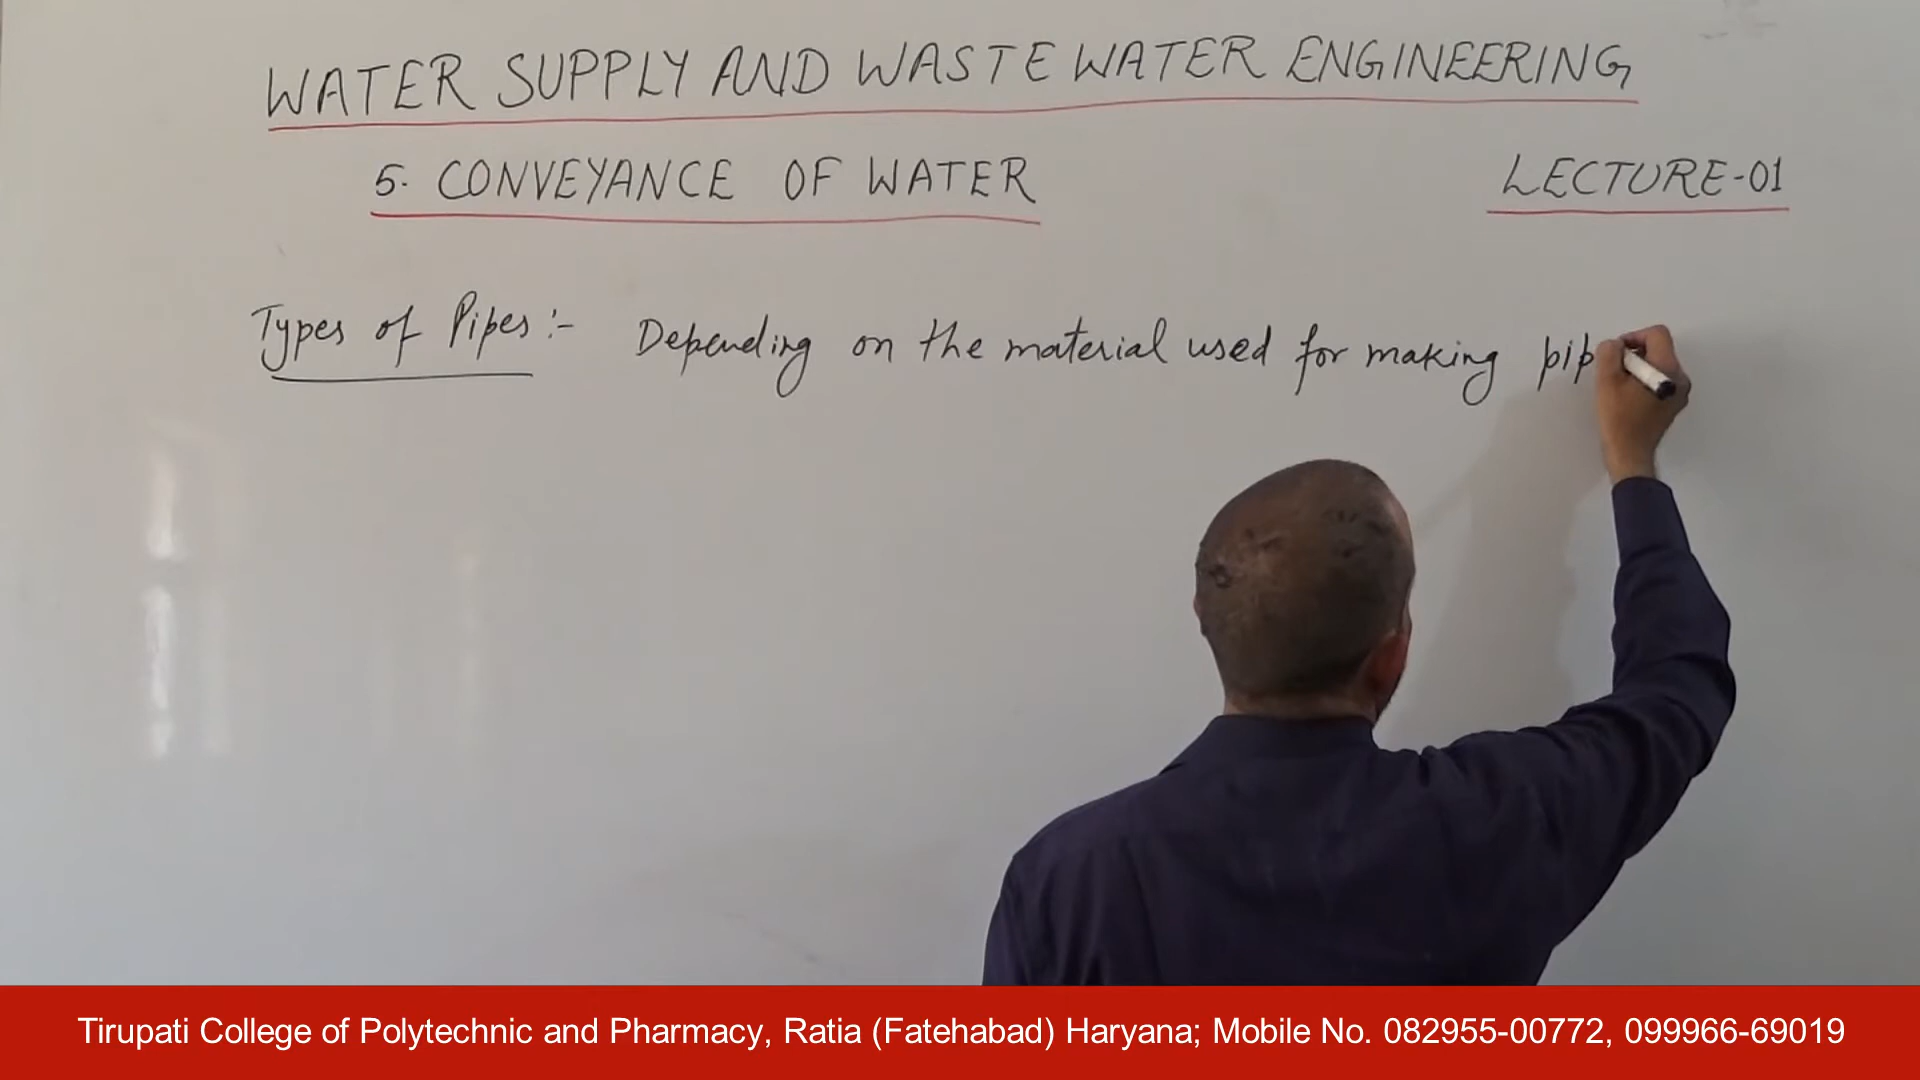 WATER SUPPLY AND WASTE WATER ENGINEERING
5. CONVEYANCE OF WATER LECTURE-01
Types of Pipes :- Depending on the material used for making pip
Tirupati College of Polytechnic and Pharmacy, Ratia (Fatehabad) Haryana; Mobile No. 082955-00772, 099966-69019